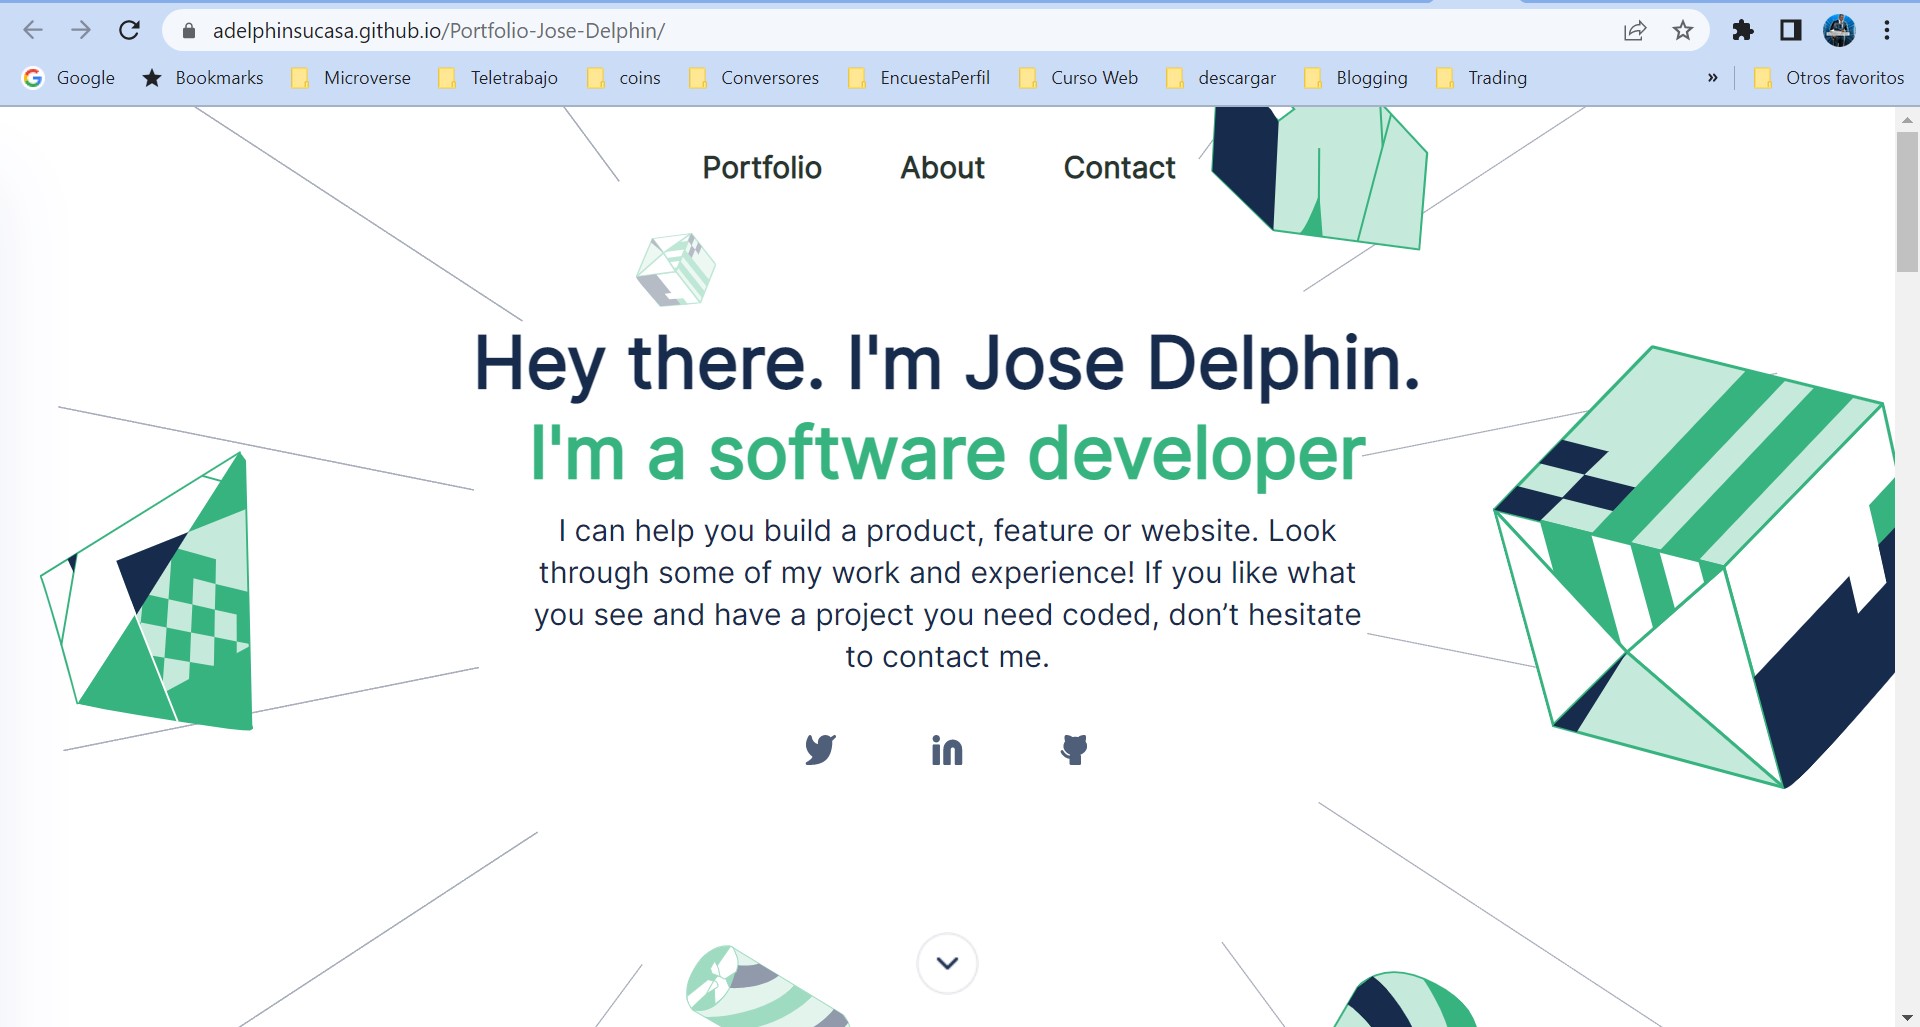 adelphinsucasa.github.io/Portfolio-Jose-Delphin/
Google Bookmarks Microverse Teletrabajo coins Conversores EncuestaPerfil Curso Web descargar Blogging Trading » Otros favoritos
Portfolio About Contact
Hey there. I'm Jose Delphin.
I'm a software developer
I can help you build a product, feature or website. Look
through some of my work and experience! If you like what
you see and have a project you need coded, don’t hesitate
to contact me.